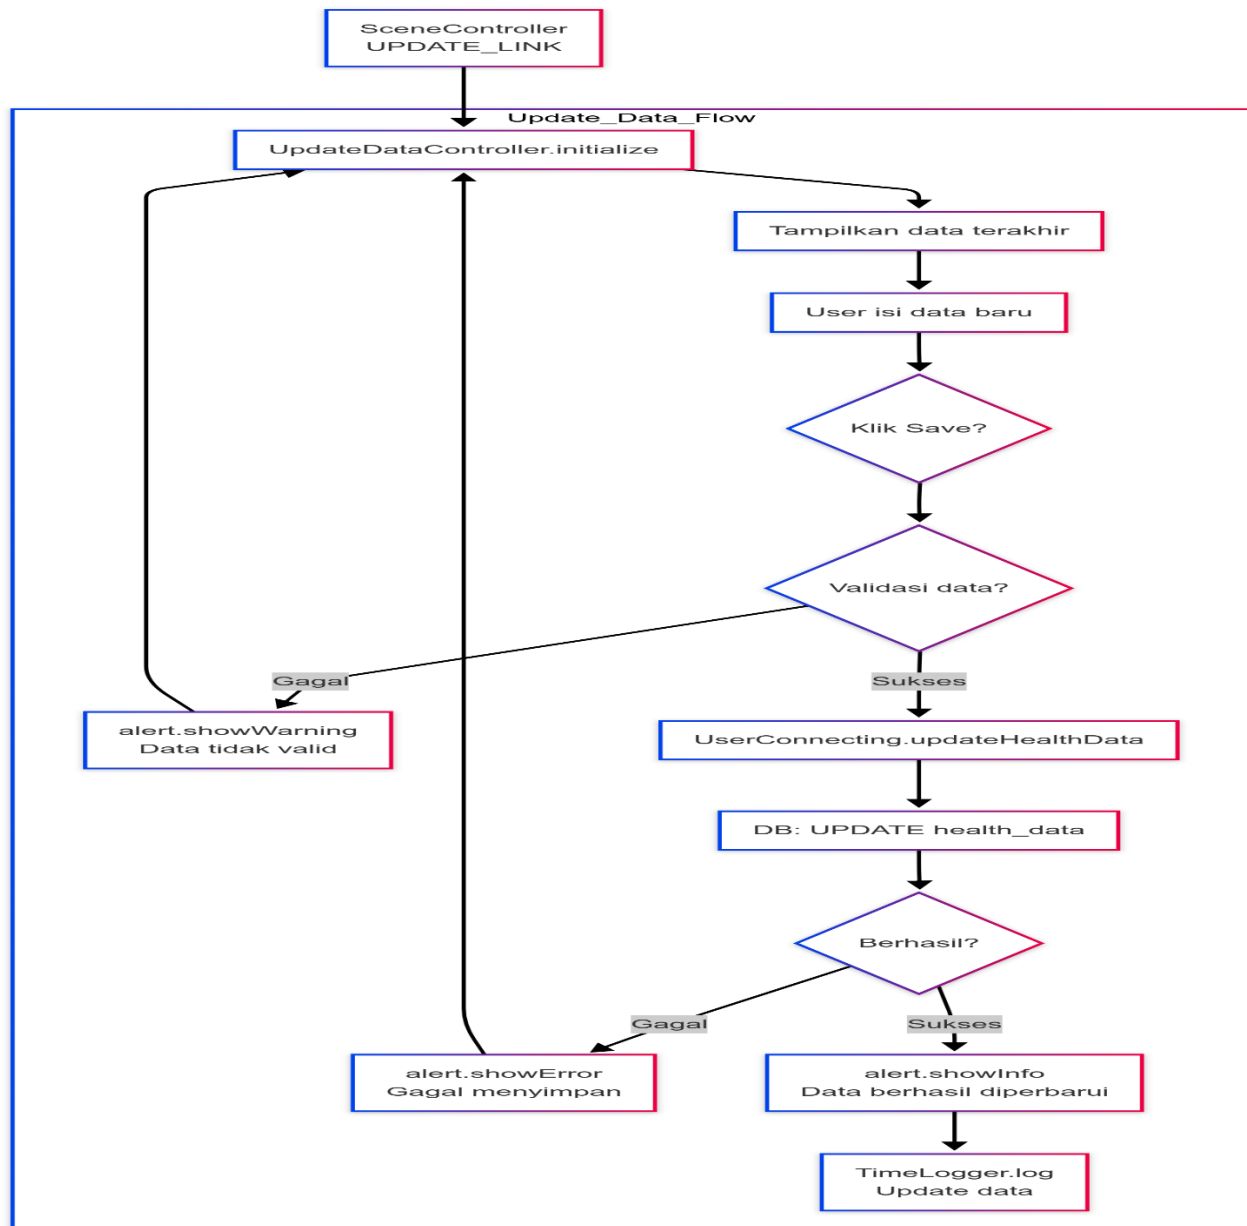 SceneController
UPDATE_LINK
Update_Data_Flow
UpdateDataController.initialize
Tampilkan data terakhir
User isi data baru
Klik Save?
Validasi data?
Gagal
Sukses
alert.showWarning
Data tidak valid
UserConnecting.updateHealthData
DB: UPDATE health_data
Berhasil?
Gagal
Sukses
alert.showError
Gagal menyimpan
alert.showInfo
Data berhasil diperbarui
TimeLogger.log
Update data